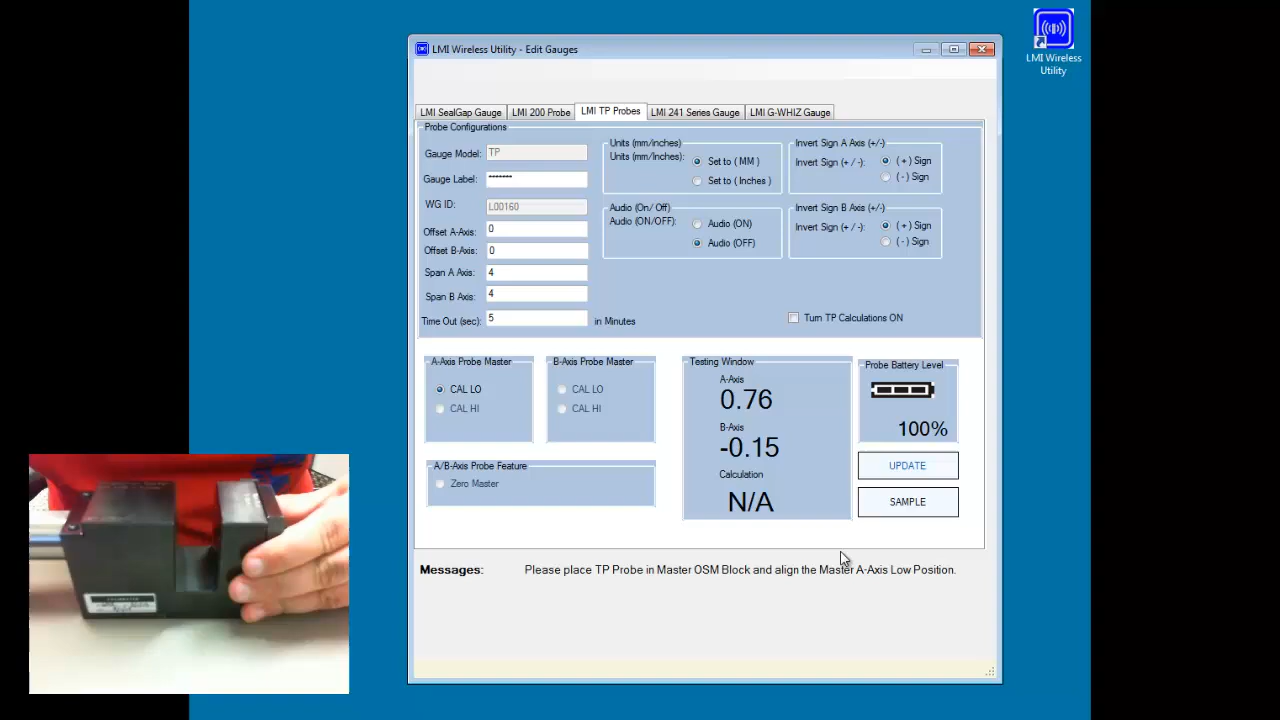 LMI Wireless Utility - Edit Gauges
LMI Wireless
Utility
LMI SealGap Gauge
LMI 200 Probe
LMI TP Probes
LMI 241 Series Gauge
LMI G-WHIZ Gauge
Probe Configurations
Gauge Model: TP
Gauge Label: *******
WG ID: L00160
Offset A-Axis: 0
Offset B-Axis: 0
Span A Axis: 4
Span B Axis: 4
Time Out (sec): 5 in Minutes
Units (mm/inches)
Units (mm/Inches): Set to ( MM )
Set to ( Inches )
Audio (On/ Off)
Audio (ON/OFF): Audio (ON)
Audio (OFF)
Invert Sign A Axis (+/-)
Invert Sign (+ / -): ( + ) Sign
( - ) Sign
Invert Sign B Axis (+/-)
Invert Sign (+ / -): ( + ) Sign
( - ) Sign
Turn TP Calculations ON
A-Axis Probe Master
CAL LO
CAL HI
B-Axis Probe Master
CAL LO
CAL HI
A/B-Axis Probe Feature
Zero Master
Testing Window
A-Axis
0.76
B-Axis
-0.15
Calculation
N/A
Probe Battery Level
100%
UPDATE
SAMPLE
Messages: Please place TP Probe in Master OSM Block and align the Master A-Axis Low Position.